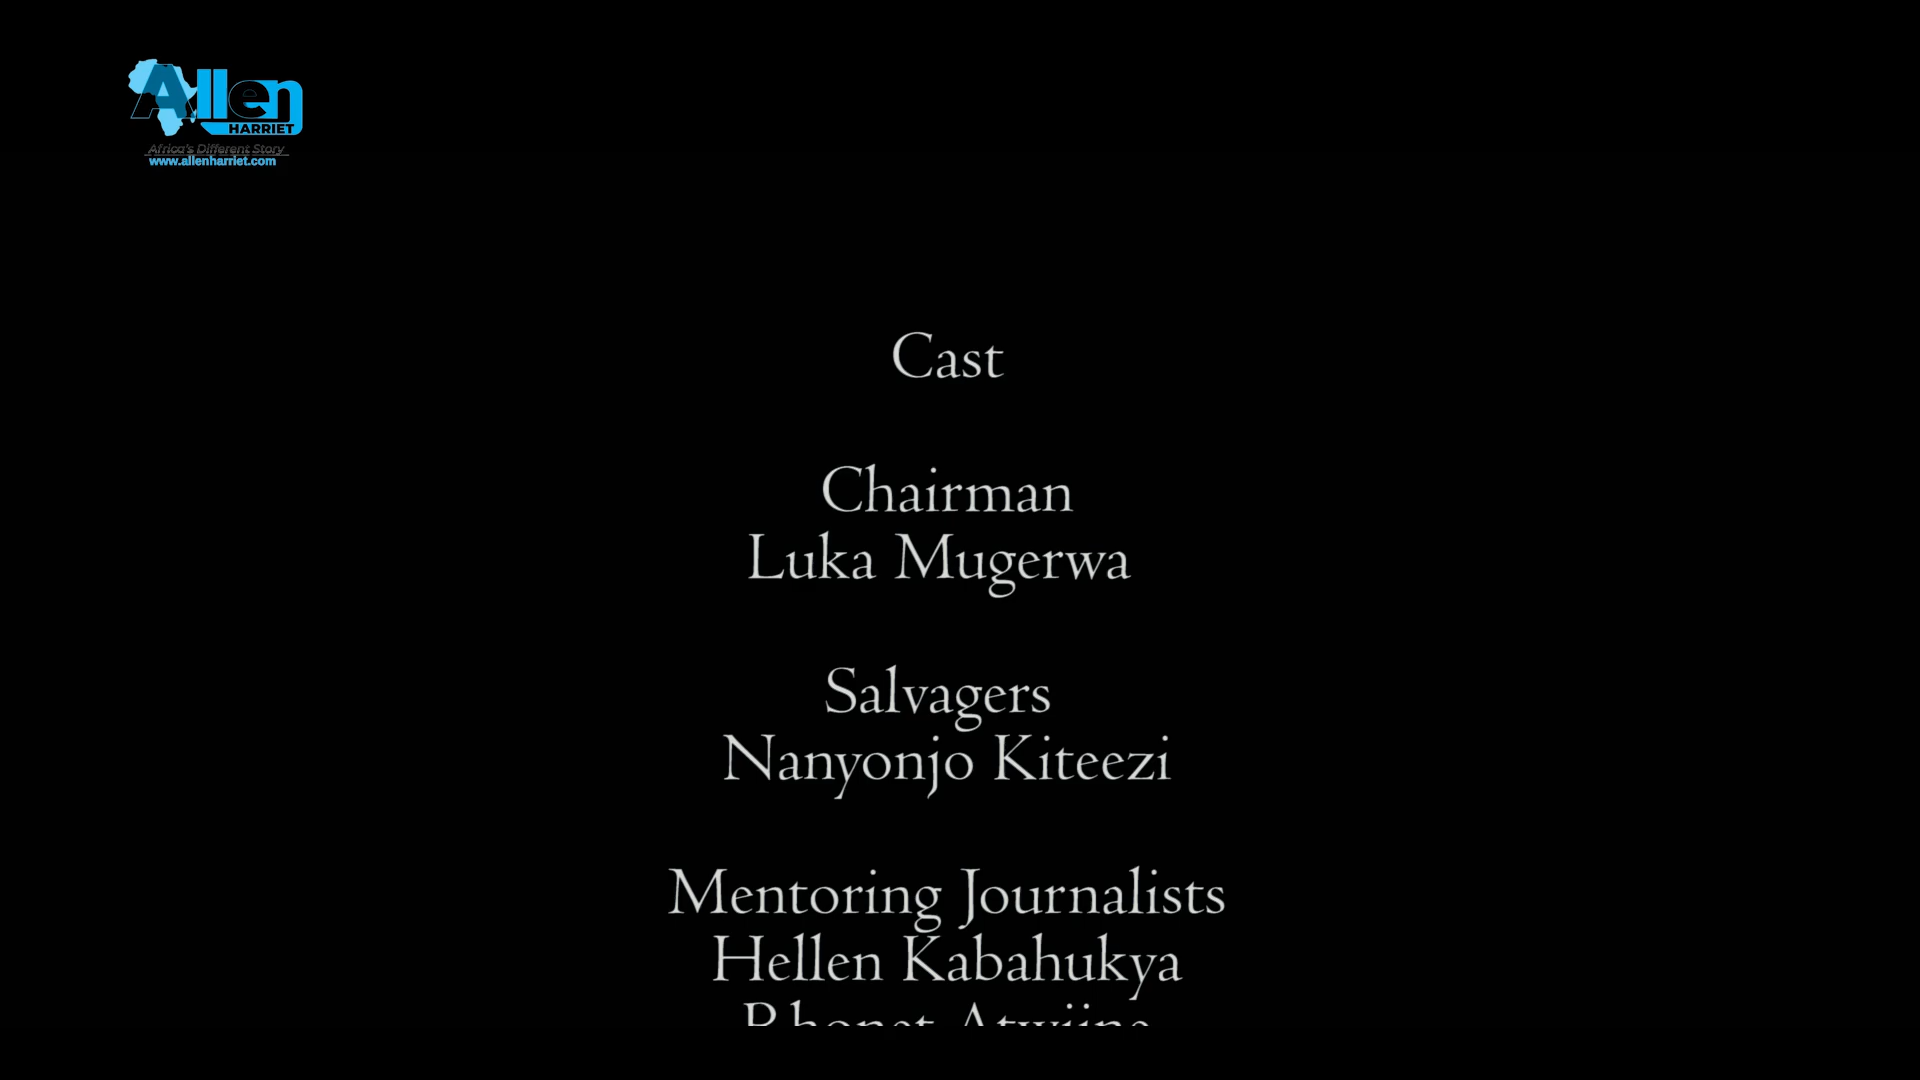 Allen
HARRIET
Africa's Different Story
www.allenharriet.com
Cast
Chairman
Luka Mugerwa
Salvagers
Nanyonjo Kiteezi
Mentoring Journalists
Hellen Kabahukya